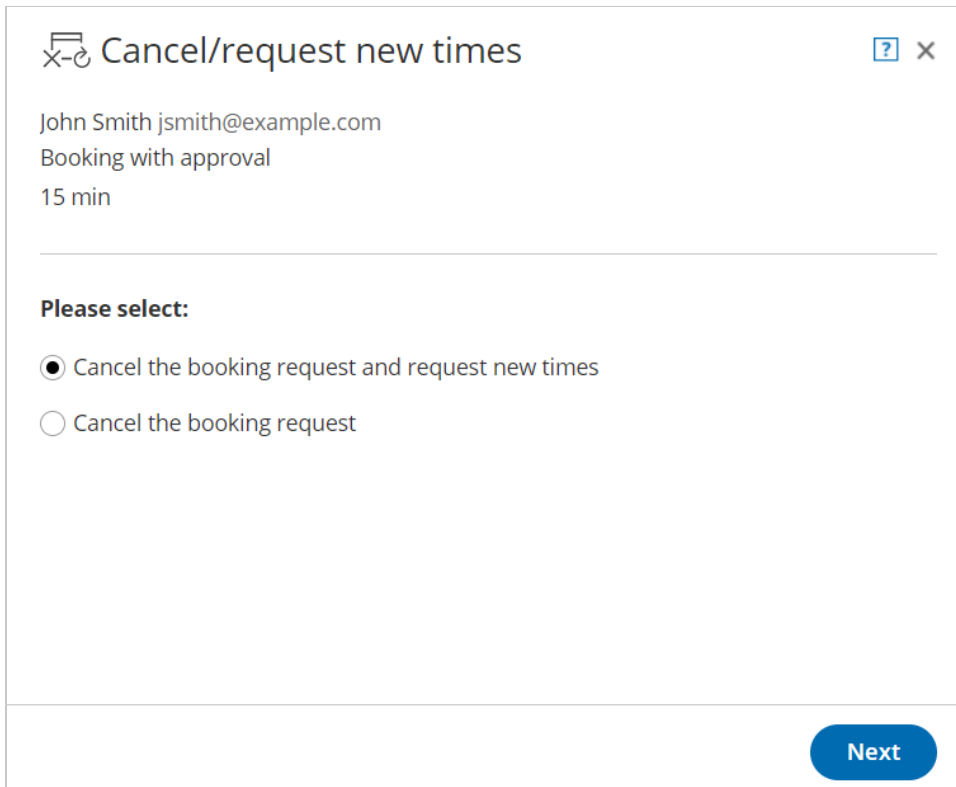 Cancel/request new times
?
John Smith jsmith@example.com
Booking with approval
15 min
Please select:
Cancel the booking request and request new times
Cancel the booking request
Next